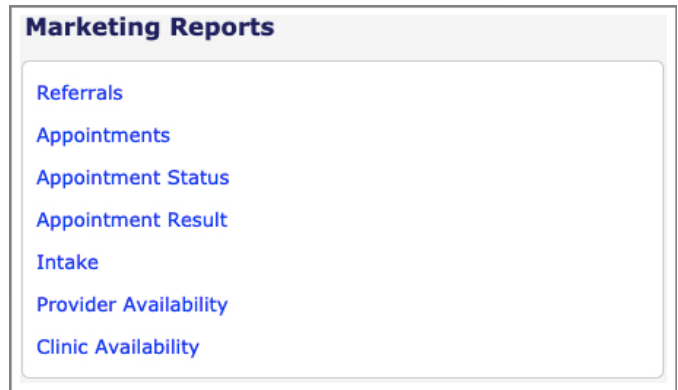 Marketing Reports
Referrals
Appointments
Appointment Status
Appointment Result
Intake
Provider Availability
Clinic Availability